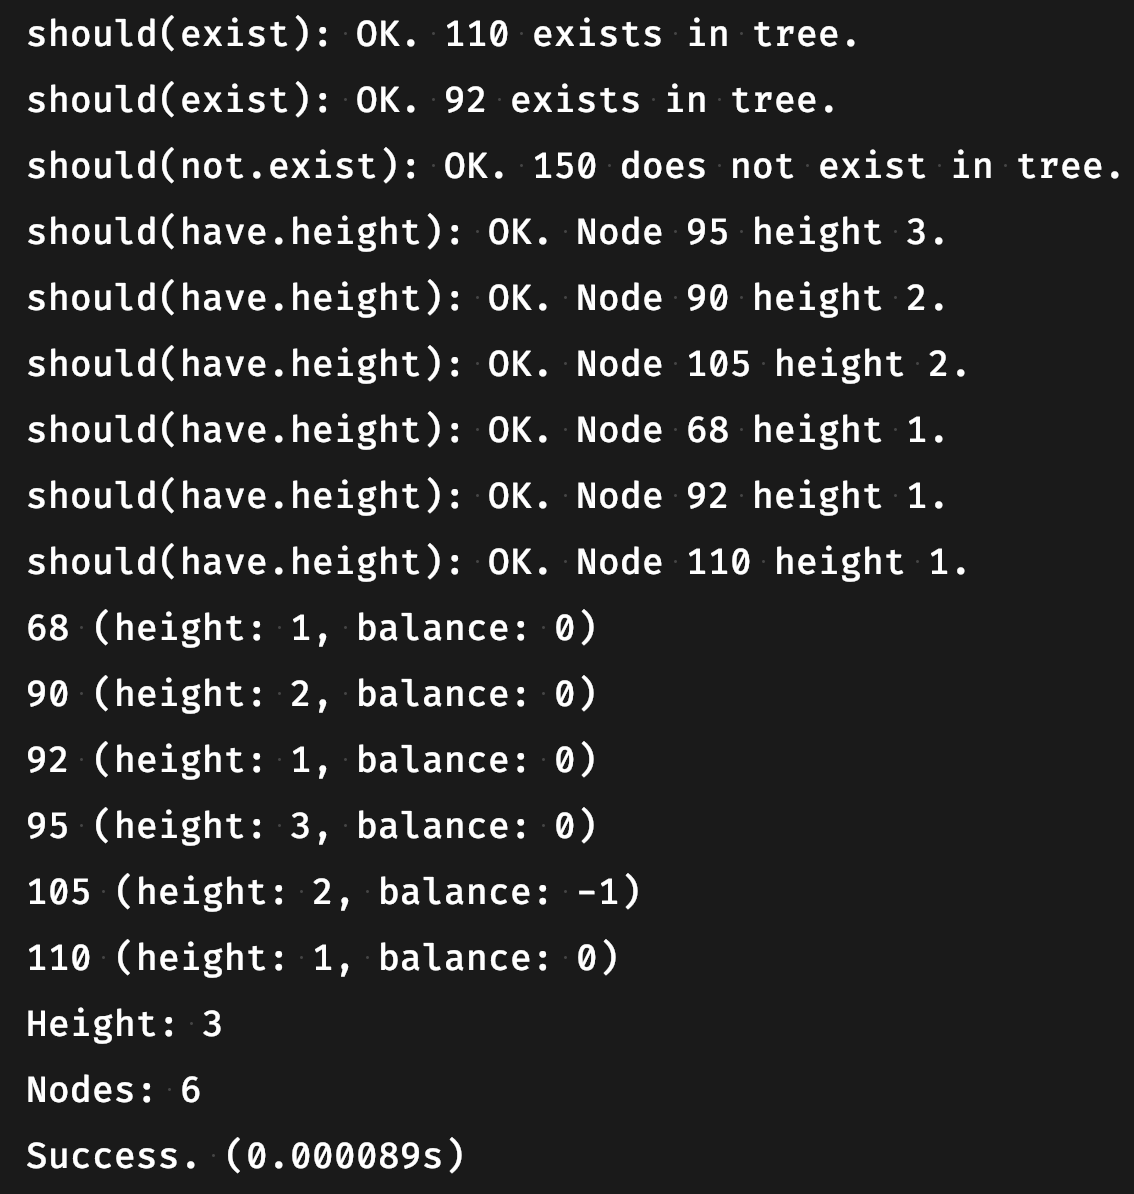 should(exist): OK. 110 exists in tree.
should(exist): OK. 92 exists in tree.
should(not.exist): OK. 150 does not exist in tree.
should(have.height): OK. Node 95 height 3.
should(have.height): OK. Node 90 height 2.
should(have.height): OK. Node 105 height 2.
should(have.height): OK. Node 68 height 1.
should(have.height): OK. Node 92 height 1.
should(have.height): OK. Node 110 height 1.
68 (height: 1, balance: 0)
90 (height: 2, balance: 0)
92 (height: 1, balance: 0)
95 (height: 3, balance: 0)
105 (height: 2, balance: -1)
110 (height: 1, balance: 0)
Height: 3
Nodes: 6
Success. (0.000089s)